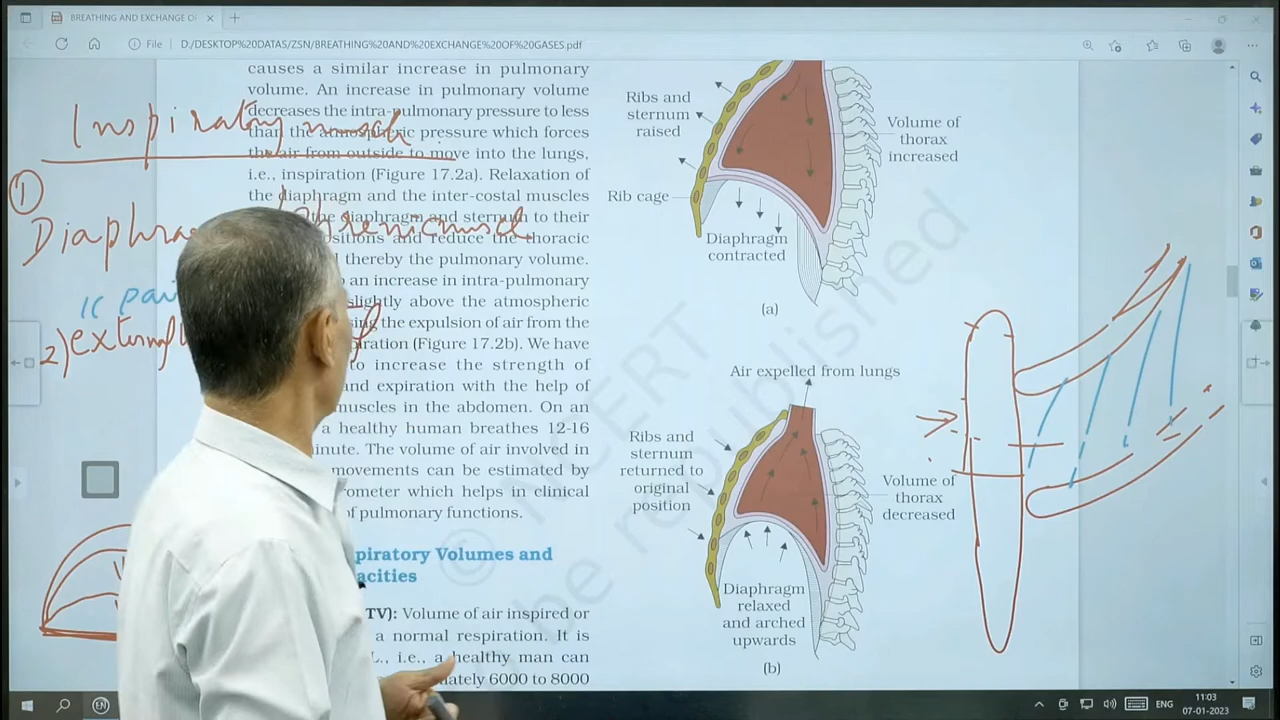 BREATHING AND EXCHANGE OF
File
D:/DESKTOP%20DATAS/ZSN/BREATHING%20AND%20EXCHANGE%20OF%20GASES.pdf
causes a similar increase in pulmonary
volume. An increase in pulmonary volume
decreases the intra-pulmonary pressure to less
than the atmospheric pressure which forces
the air from outside to move into the lungs,
i.e., inspiration (Figure 17.2a). Relaxation
of the diaphragm and the inter-costal muscles
the diaphragm and sternum to their
and reduce the thoracic
thereby the pulmonary volume.
an increase in intra-pulmonary
slightly above the atmospheric
the expulsion of air from the
(Figure 17.2b). We have
to increase the strength of
and expiration with the help of
muscles in the abdomen. On an
a healthy human breathes 12-16
The volume of air involved in
movements can be estimated by
which helps in clinical
of pulmonary functions.
Volumes and
TV): Volume of air inspired or
a normal respiration. It is
i.e., a healthy man can
6000 to 8000
Inspiratory muscle
1
Phrenic muscle
2)
Ribs and
sternum
raised
Volume of
thorax
increased
Rib cage
Diaphragm
contracted
(a)
Air expelled from lungs
Ribs and
sternum
returned to
original
position
Volume of
thorax
decreased
Diaphragm
relaxed
and arched
upwards
(b)
© NCERT
be republished
ENG
11:03
07-01-2023